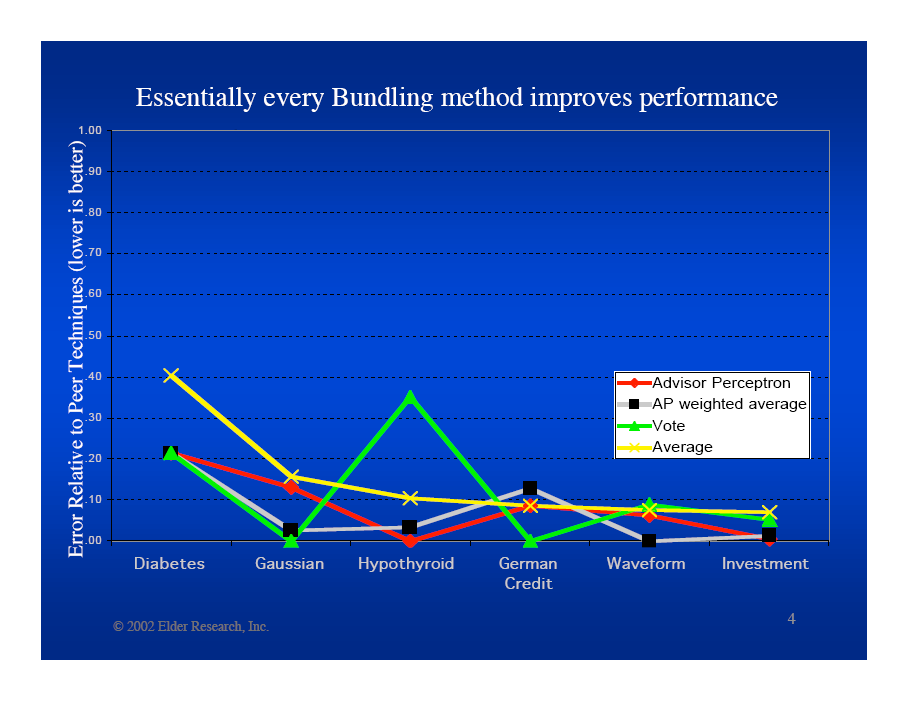 Essentially every Bundling method improves performance
Error Relative to Peer Techniques (lower is better)
1.00
.90
.80
.70
.60
.50
.40
.30
.20
.10
.00
Advisor Perceptron
AP weighted average
Vote
Average
Diabetes
Gaussian
Hypothyroid
German
Credit
Waveform
Investment
© 2002 Elder Research, Inc.
4